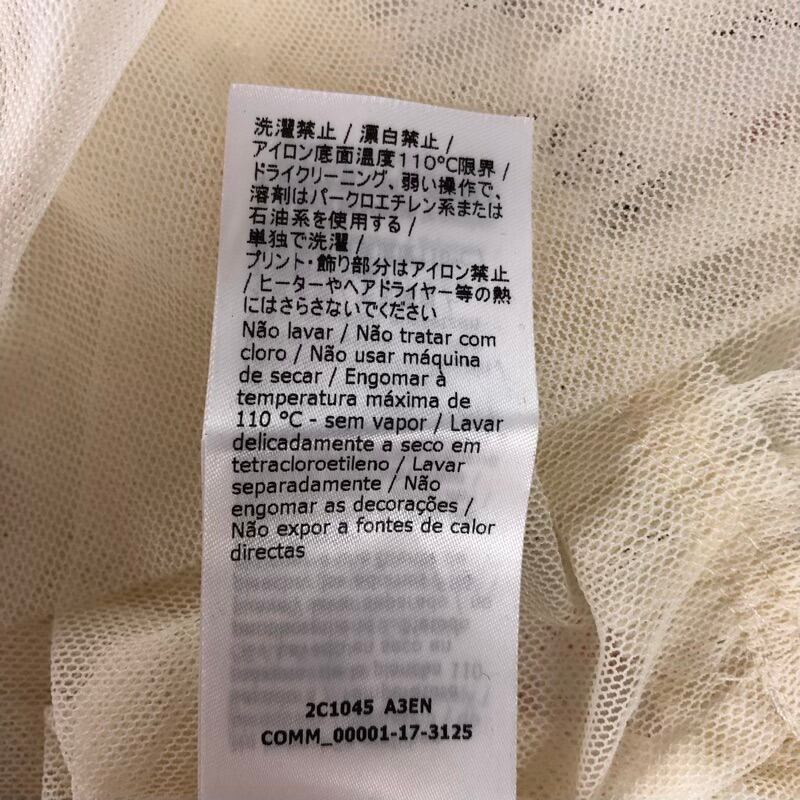 洗濯禁止 / 漂白禁止 /
アイロン底面温度110°C限界 /
ドライクリーニング、弱い操作で、
溶剤はパークロエチレン系または
石油系を使用する /
単独で洗濯 /
プリント・飾り部分はアイロン禁止
/ ヒーターやヘアドライヤー等の熱
にはさらさないでください
Não lavar / Não tratar com
cloro / Não usar máquina
de secar / Engomar à
temperatura máxima de
110 °C - sem vapor / Lavar
delicadamente a seco em
tetracloroetileno / Lavar
separadamente / Não
engomar as decorações /
Não expor a fontes de calor
directas
2C1045 A3EN
COMM_00001-17-3125